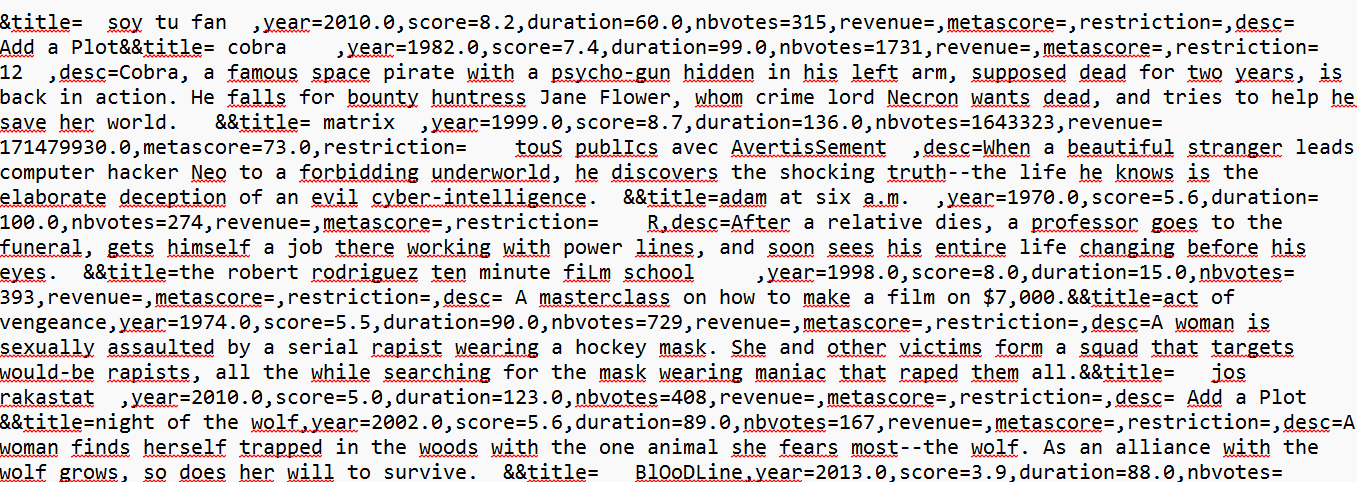 &title=  soy tu fan  ,year=2010.0,score=8.2,duration=60.0,nbvotes=315,revenue=,metascore=,restriction=,desc=
Add a Plot&&title= cobra    ,year=1982.0,score=7.4,duration=99.0,nbvotes=1731,revenue=,metascore=,restriction=
12  ,desc=Cobra, a famous space pirate with a psycho-gun hidden in his left arm, supposed dead for two years, is
back in action. He falls for bounty huntress Jane Flower, whom crime lord Necron wants dead, and tries to help he
save her world.   &&title= matrix  ,year=1999.0,score=8.7,duration=136.0,nbvotes=1643323,revenue=
171479930.0,metascore=73.0,restriction=    touS publIcs avec AvertisSement  ,desc=When a beautiful stranger leads
computer hacker Neo to a forbidding underworld, he discovers the shocking truth--the life he knows is the
elaborate deception of an evil cyber-intelligence.  &&title=adam at six a.m.  ,year=1970.0,score=5.6,duration=
100.0,nbvotes=274,revenue=,metascore=,restriction=    R,desc=After a relative dies, a professor goes to the
funeral, gets himself a job there working with power lines, and soon sees his entire life changing before his
eyes.  &&title=the robert rodriguez ten minute fiLm school     ,year=1998.0,score=8.0,duration=15.0,nbvotes=
393,revenue=,metascore=,restriction=,desc= A masterclass on how to make a film on $7,000.&&title=act of
vengeance,year=1974.0,score=5.5,duration=90.0,nbvotes=729,revenue=,metascore=,restriction=,desc=A woman is
sexually assaulted by a serial rapist wearing a hockey mask. She and other victims form a squad that targets
would-be rapists, all the while searching for the mask wearing maniac that raped them all.&&title=   jos
rakastat  ,year=2010.0,score=5.0,duration=123.0,nbvotes=408,revenue=,metascore=,restriction=,desc= Add a Plot
&&title=night of the wolf,year=2002.0,score=5.6,duration=89.0,nbvotes=167,revenue=,metascore=,restriction=,desc=A
woman finds herself trapped in the woods with the one animal she fears most--the wolf. As an alliance with the
wolf grows, so does her will to survive.  &&title=   BlOoDLine,year=2013.0,score=3.9,duration=88.0,nbvotes=